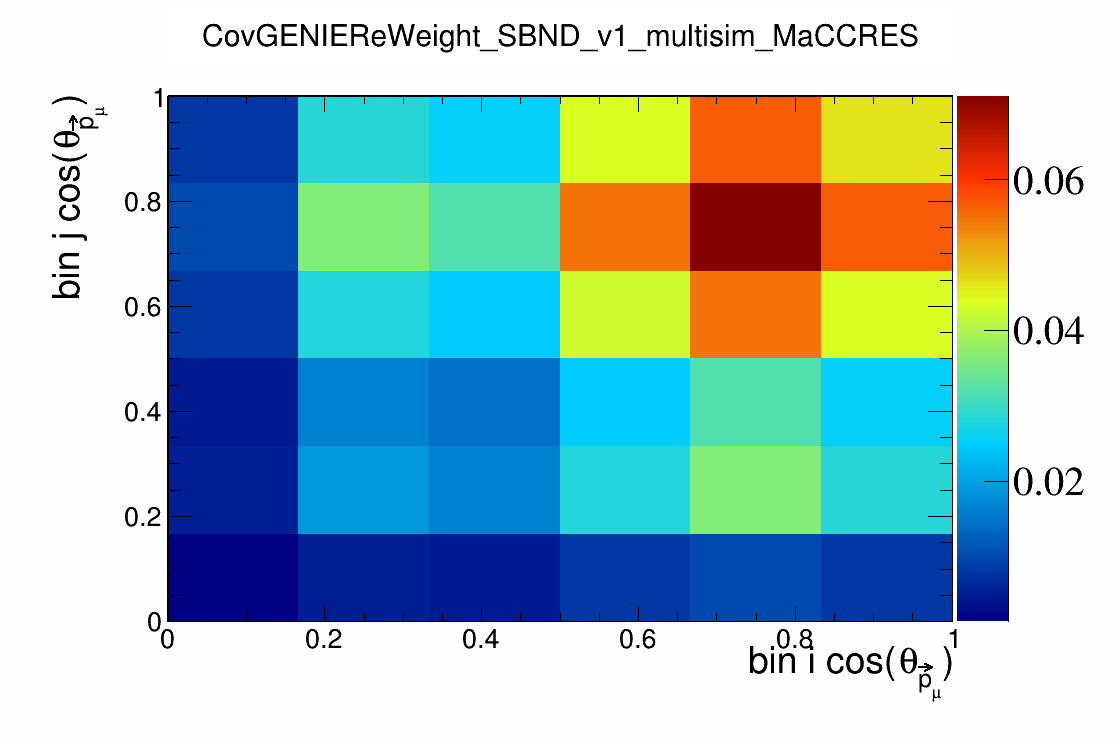 CovGENIEReWeight_SBND_v1_multisim_MaCCRES
bin j cos(θp⃗μ)
1
0.8
0.6
0.4
0.2
0
0 0.2 0.4 0.6 0.8 1
bin i cos(θp⃗μ)
0.06
0.04
0.02